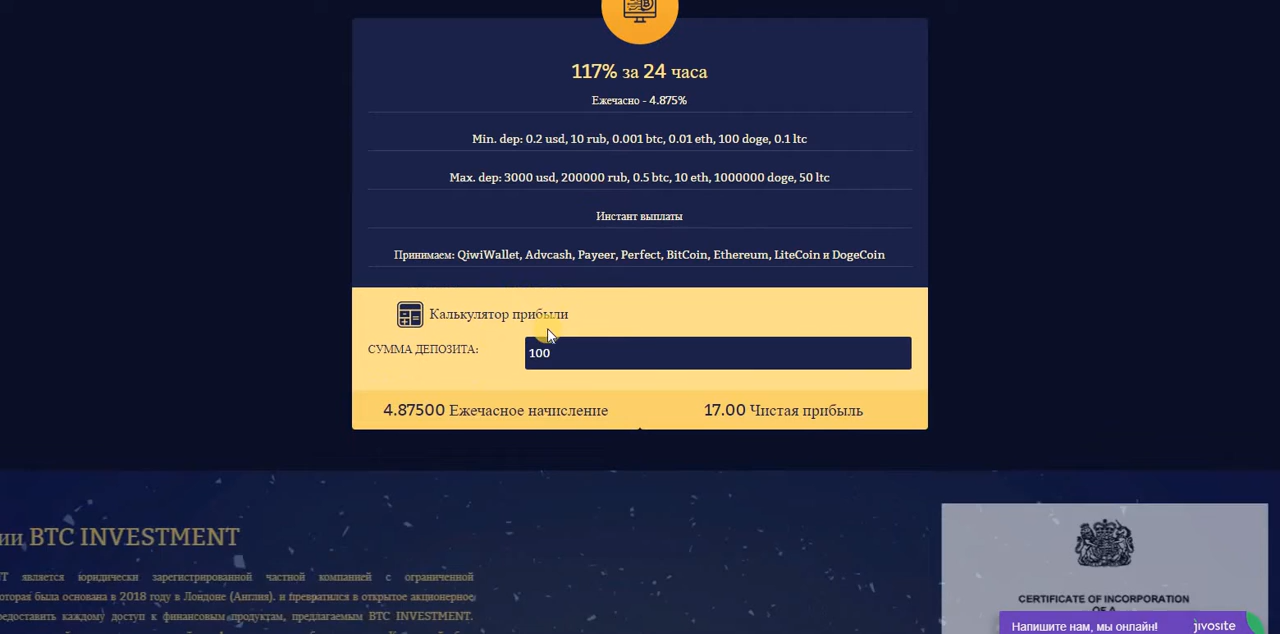 117% за 24 часа
Ежечасно - 4.875%
Min. dep: 0.2 usd, 10 rub, 0.001 btc, 0.01 eth, 100 doge, 0.1 ltc
Max. dep: 3000 usd, 200000 rub, 0.5 btc, 10 eth, 1000000 doge, 50 ltc
Инстант выплаты
Принимаем: QiwiWallet, Advcash, Payeer, Perfect, BitCoin, Ethereum, LiteCoin и DogeCoin
Калькулятор прибыли
СУММА ДЕПОЗИТА:
100
4.87500 Ежечасное начисление
17.00 Чистая прибыль
ии BTC INVESTMENT
T является юридически зарегистрированной частной компанией с ограниченной
оторая была основана в 2018 году в Лондоне (Англия). и превратился в открытое акционерное
редоставить каждому доступ к финансовым продуктам, предлагаемым BTC INVESTMENT.
CERTIFICATE OF INCORPORATION
OF A
Напишите нам, мы онлайн!
jivosite